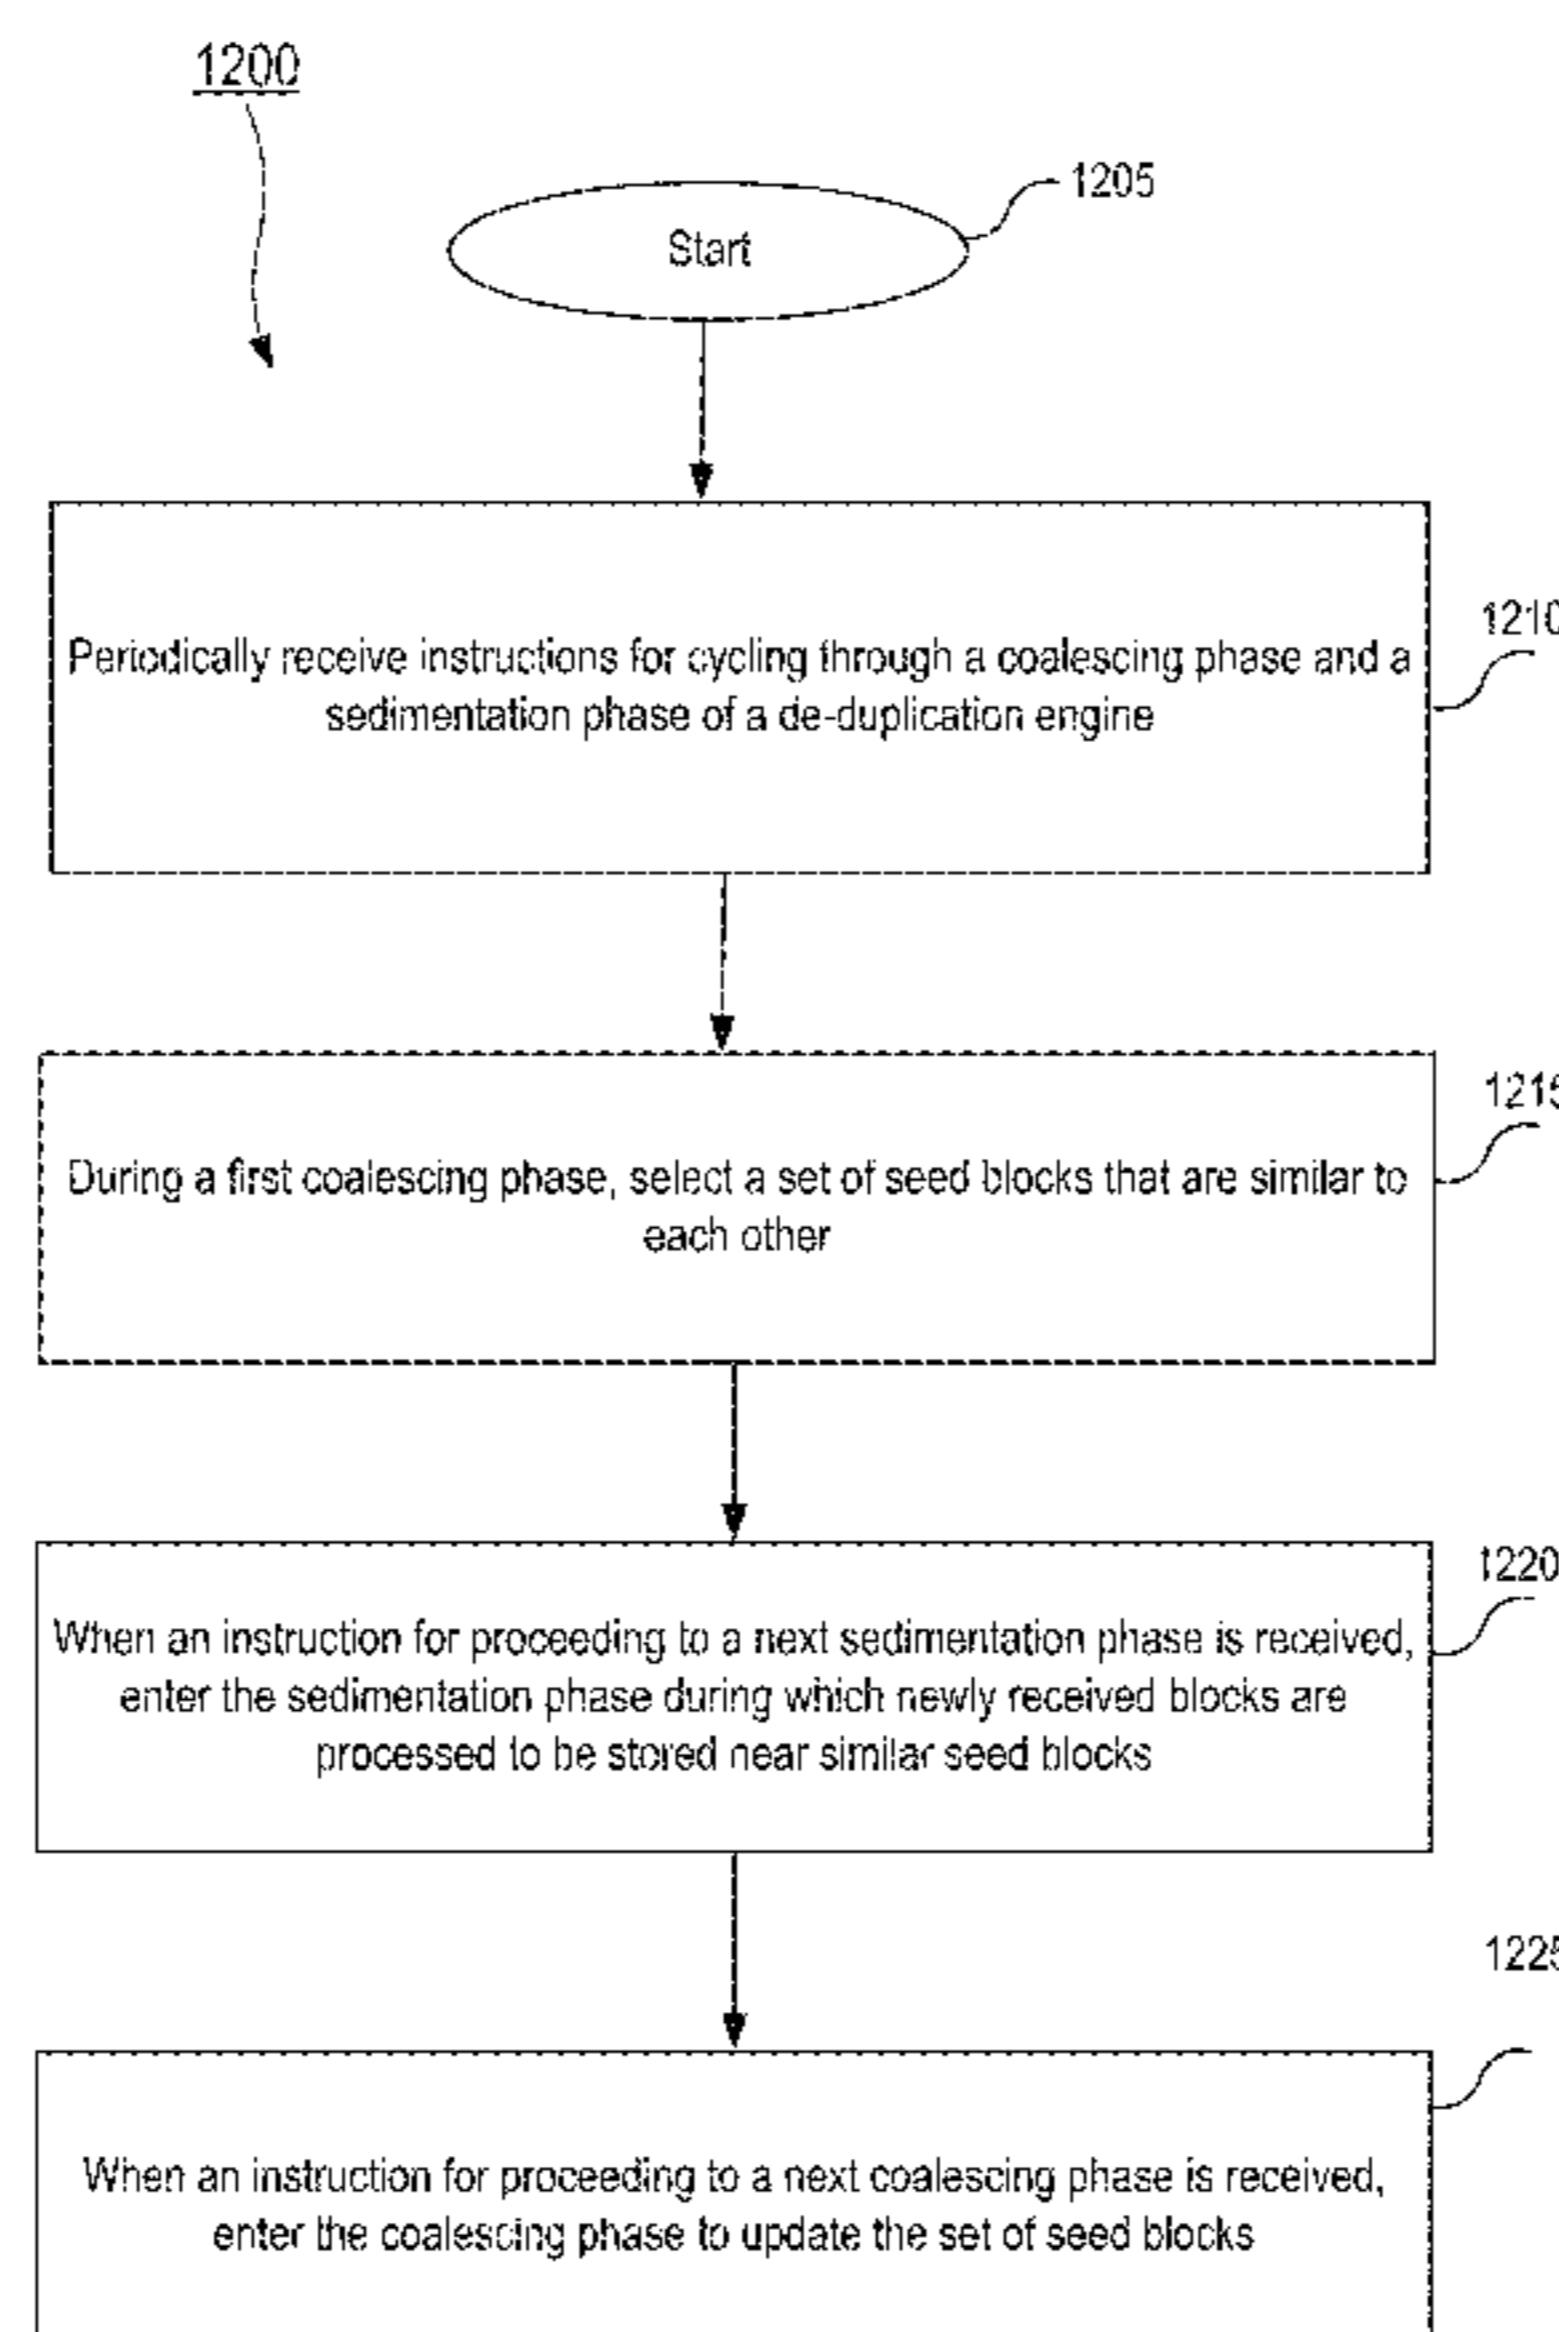 1200
1205
Start
1210
Periodically receive instructions for cycling through a coalescing phase and a
sedimentation phase of a de-duplication engine
1215
During a first coalescing phase, select a set of seed blocks that are similar to
each other
1220
When an instruction for proceeding to a next sedimentation phase is received,
enter the sedimentation phase during which newly received blocks are
processed to be stored near similar seed blocks
1225
When an instruction for proceeding to a next coalescing phase is received,
enter the coalescing phase to update the set of seed blocks